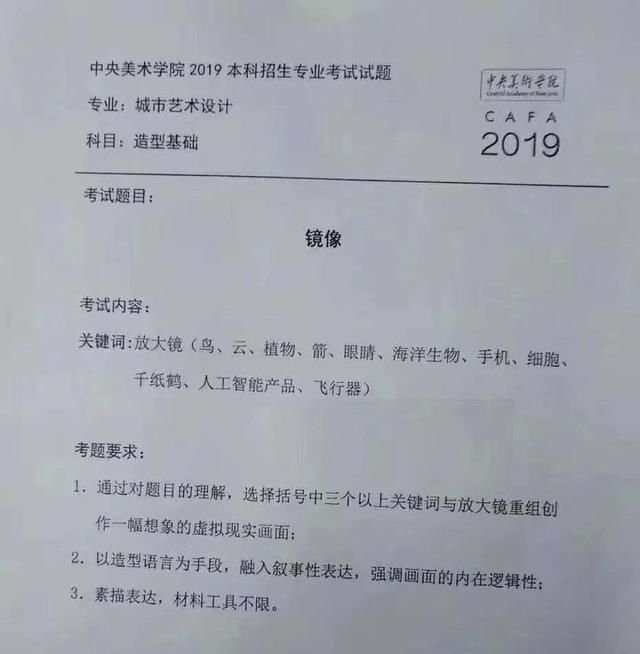 中央美术学院 2019 本科招生专业考试试题
专业：城市艺术设计
科目：造型基础
中央美術学院
Central Academy of Fine Arts
CAFA
2019
考试题目：
镜像
考试内容：
关键词:放大镜（鸟、云、植物、箭、眼睛、海洋生物、手机、细胞、
千纸鹤、人工智能产品、飞行器）
考题要求：
1．通过对题目的理解，选择括号中三个以上关键词与放大镜重组创
作一幅想象的虚拟现实画面；
2．以造型语言为手段，融入叙事性表达，强调画面的内在逻辑性；
3．素描表达，材料工具不限。